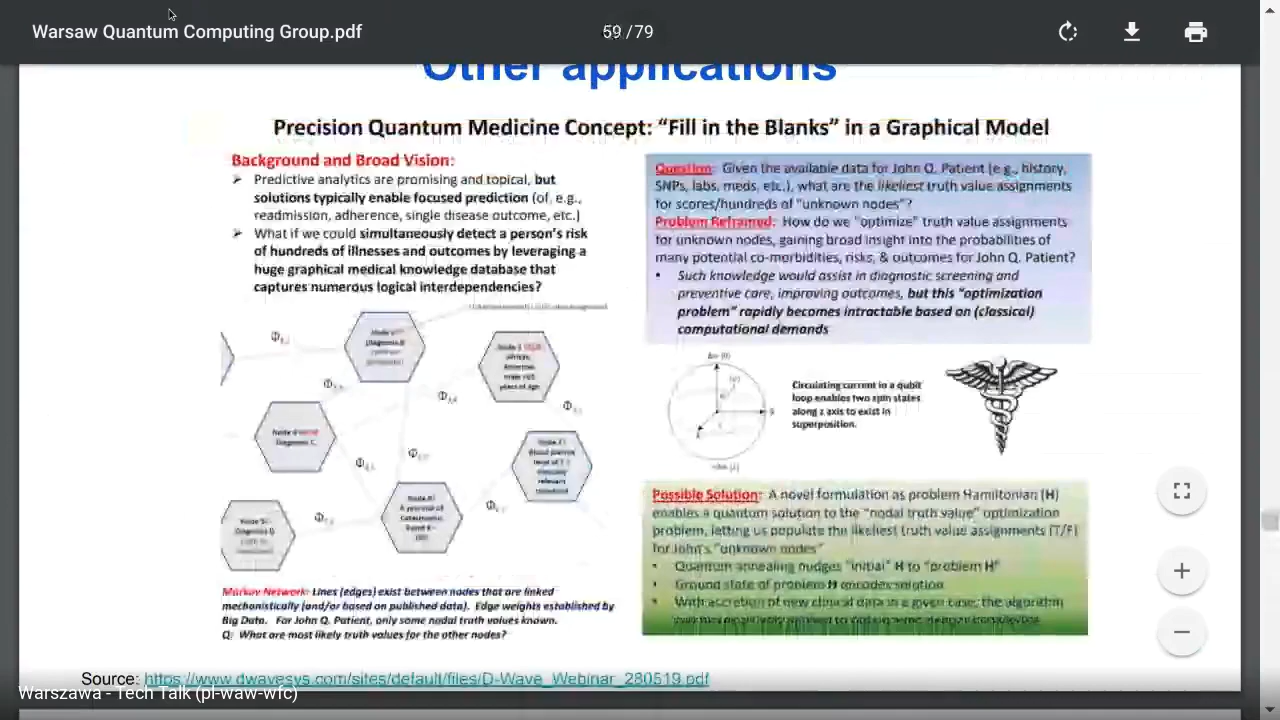 Warsaw Quantum Computing Group.pdf
59 / 79
Other applications
Precision Quantum Medicine Concept: “Fill in the Blanks” in a Graphical Model
Background and Broad Vision:
➢ Predictive analytics are promising and topical, but
solutions typically enable focused prediction (of, e.g.,
readmission, adherence, single disease outcome, etc.)
➢ What if we could simultaneously detect a person’s risk
of hundreds of illnesses and outcomes by leveraging a
huge graphical medical knowledge database that
captures numerous logical interdependencies?
Markov Network: Lines (edges) exist between nodes that are linked
mechanistically (and/or based on published data). Edge weights established by
Big Data. For John Q. Patient, only some nodal truth values known.
Q: What are most likely truth values for the other nodes?
Question: Given the available data for John Q. Patient (e.g., history,
SNPs, labs, meds, etc.), what are the likeliest truth value assignments
for scores/hundreds of “unknown nodes”?
Problem Reframed: How do we “optimize” truth value assignments
for unknown nodes, gaining broad insight into the probabilities of
many potential co-morbidities, risks, & outcomes for John Q. Patient?
• Such knowledge would assist in diagnostic screening and
preventive care, improving outcomes, but this “optimization
problem” rapidly becomes intractable based on (classical)
computational demands
Circulating current in a qubit
loop enables two spin states
along z axis to exist in
superposition.
Possible Solution: A novel formulation as problem Hamiltonian (H)
enables a quantum solution to the “nodal truth value” optimization
problem, letting us populate the likeliest truth value assignments (T/F)
for John’s “unknown nodes”
• Quantum annealing nudges “initial” H to “problem H”
• Ground state of problem H encodes solution
• With accretion of new clinical data in a given case, the algorithm
Source: https://www.dwavesys.com/sites/default/files/D-Wave_Webinar_280519.pdf
Warszawa - Tech Talk (pl-waw-wfc)